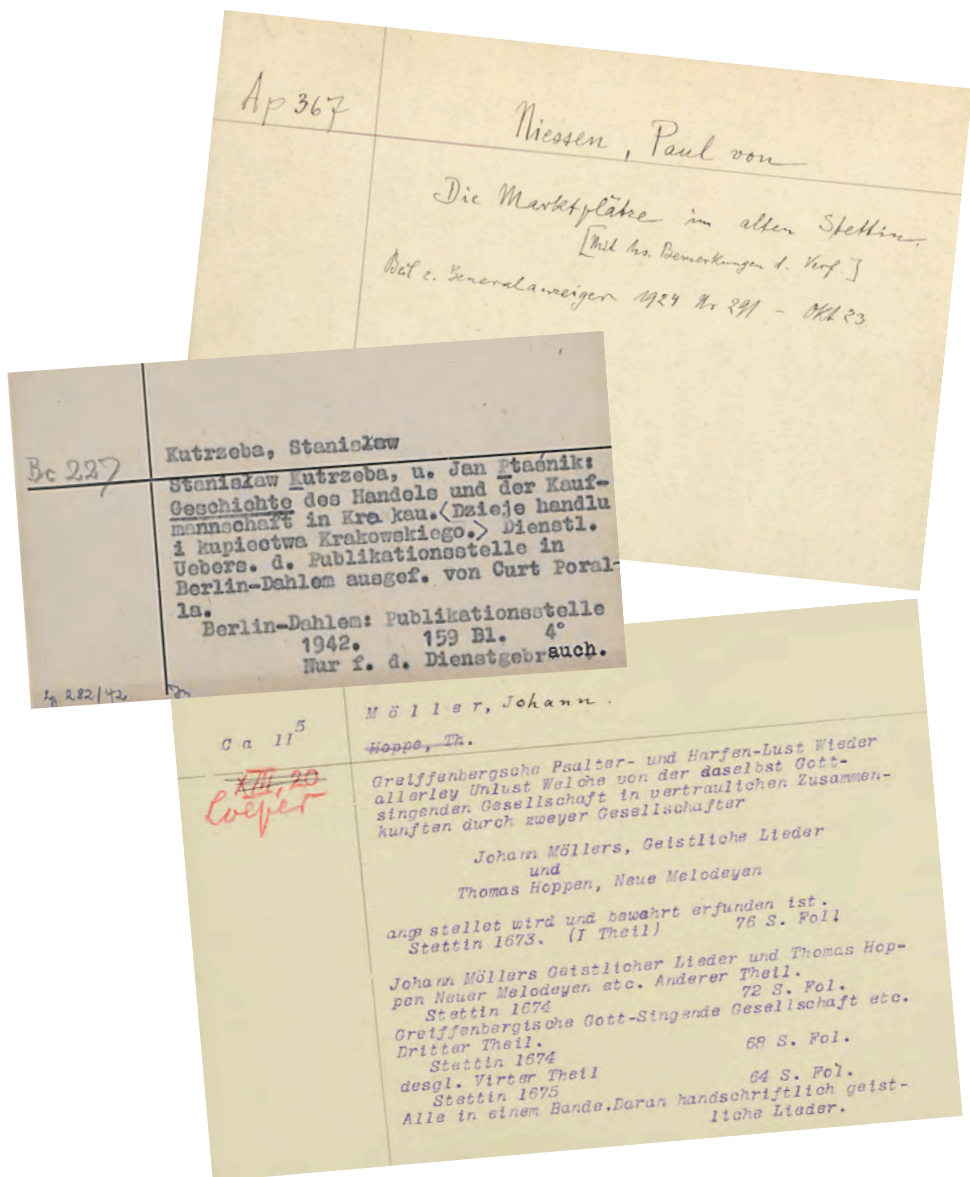 Ap 367
Niessen, Paul von
Die Marktplätze im alten Stettin.
[Mit hs. Bemerkungen d. Verf.]
Beil z. Generalanzeiger 1924 Nr 291 - Okt 23
Kutrzeba, Stanisław
Bc 227
Stanisław Kutrzeba, u. Jan Ptaśnik:
Geschichte des Handels und der Kauf-
mannschaft in Kra kau.<Dzieje handlu
i kupiectwa Krakowskiego.> Dienstl.
Uebers. d. Publikationsstelle in
Berlin-Dahlem ausgef. von Curt Poral-
la.
Berlin-Dahlem: Publikationsstelle
1942. 159 Bl. 4°
Nur f. d. Dienstgebrauch.
282/42
Möller, Johann.
Ca 11⁵
Hoppe, Th.
XIII, 20
Loeper
Greiffenbergsche Psalter- und Harfen-Lust Wieder
allerley Unlust Welche von der daselbst Gott-
singenden Gesellschaft in vertraulichen Zusammen-
kunften durch zweyer Gesellschafter
Johann Möllers, Geistliche Lieder
und
Thomas Hoppen, Neue Melodeyen
ange stellet wird und bewahrt erfunden ist.
Stettin 1673. (I Theil) 76 S. Foll
Johann Möllers Geistlicher Lieder und Thomas Hop-
pen Neuer Melodeyen etc. Anderer Theil.
Stettin 1674 72 S. Fol.
Greiffenbergische Gott-Singende Gesellschaft etc.
Dritter Theil.
Stettin 1674 68 S. Fol.
desgl. Virter Theil
Stettin 1675 64 S. Fol.
Alle in einem Bande.Daran handschriftlich geist-
liche Lieder.